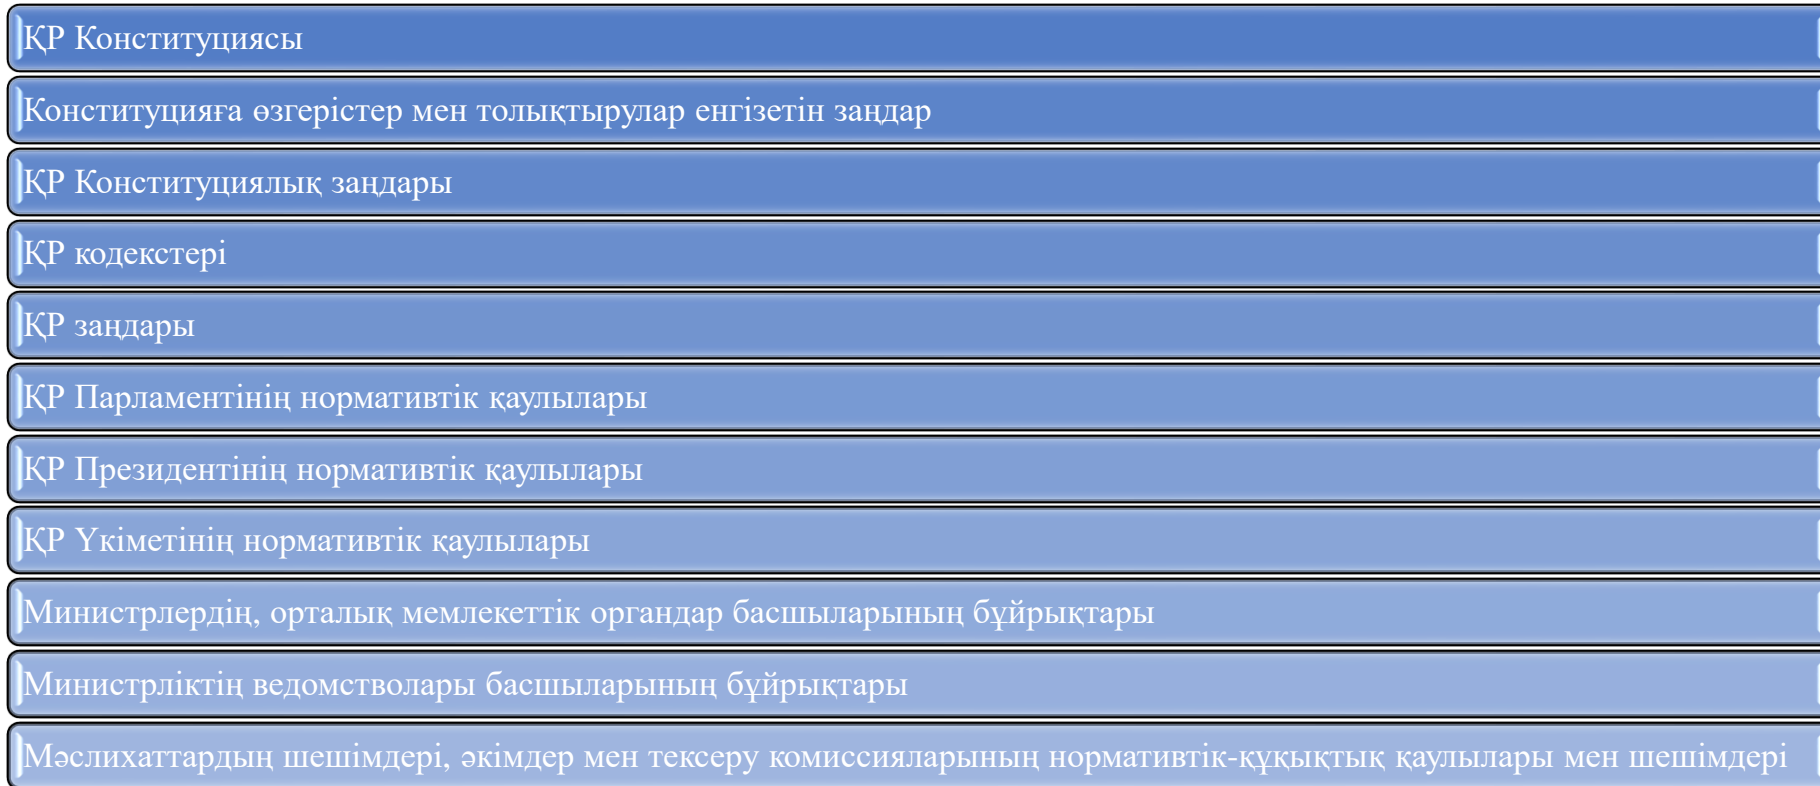 ҚР Конституциясы
Конституцияға өзгерістер мен толықтырулар енгізетін заңдар
ҚР Конституциялық заңдары
ҚР кодекстері
ҚР заңдары
ҚР Парламентінің нормативтік қаулылары
ҚР Президентінің нормативтік қаулылары
ҚР Үкіметінің нормативтік қаулылары
Министрлердің, орталық мемлекеттік органдар басшыларының бұйрықтары
Министрліктің ведомстволары басшыларының бұйрықтары
Мәслихаттардың шешімдері, әкімдер мен тексеру комиссияларының нормативтік-құқықтық қаулылары мен шешімдері